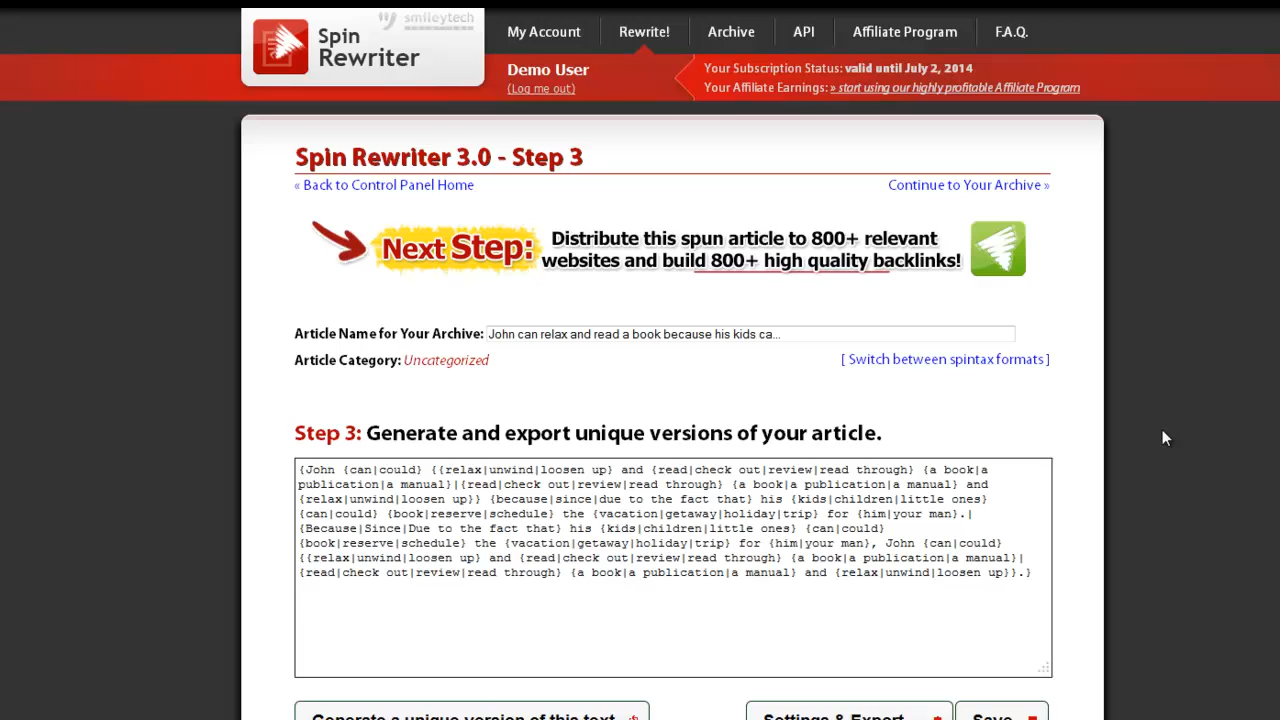 smileytech
Spin
Rewriter
My Account
Rewrite!
Archive
API
Affiliate Program
F.A.Q.
Demo User
(Log me out)
Your Subscription Status: valid until July 2, 2014
Your Affiliate Earnings: » start using our highly profitable Affiliate Program
Spin Rewriter 3.0 - Step 3
« Back to Control Panel Home
Continue to Your Archive »
Next Step:
Distribute this spun article to 800+ relevant
websites and build 800+ high quality backlinks!
Article Name for Your Archive: John can relax and read a book because his kids ca...
Article Category: Uncategorized
[ Switch between spintax formats ]
Step 3: Generate and export unique versions of your article.
{John {can|could} {{relax|unwind|loosen up} and {read|check out|review|read through} {a book|a
publication|a manual}|{read|check out|review|read through} {a book|a publication|a manual} and
{relax|unwind|loosen up}} {because|since|due to the fact that} his {kids|children|little ones}
{can|could} {book|reserve|schedule} the {vacation|getaway|holiday|trip} for {him|your man}.|
{Because|Since|Due to the fact that} his {kids|children|little ones} {can|could}
{book|reserve|schedule} the {vacation|getaway|holiday|trip} for {him|your man}, John {can|could}
{{relax|unwind|loosen up} and {read|check out|review|read through} {a book|a publication|a manual}|
{read|check out|review|read through} {a book|a publication|a manual} and {relax|unwind|loosen up}}.}
Generate a unique version of this text
Settings & Export
Save